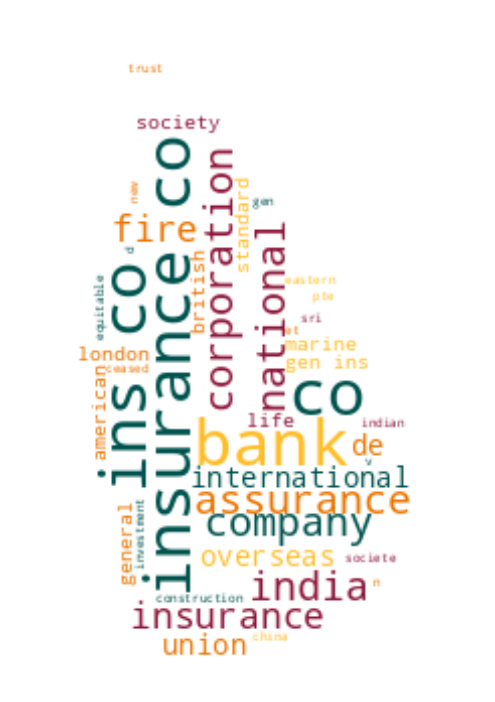 trust
society
insurance co
corporation
new
standard
gen
fire
national
d
british
ins co
equitable
eastern
pte
sri
et
marine
london
gen ins
ceased
american
co
life
indian
bank
de
v
international
assurance
general
investment
company
overseas
societe
india
n
construction
insurance
union
china